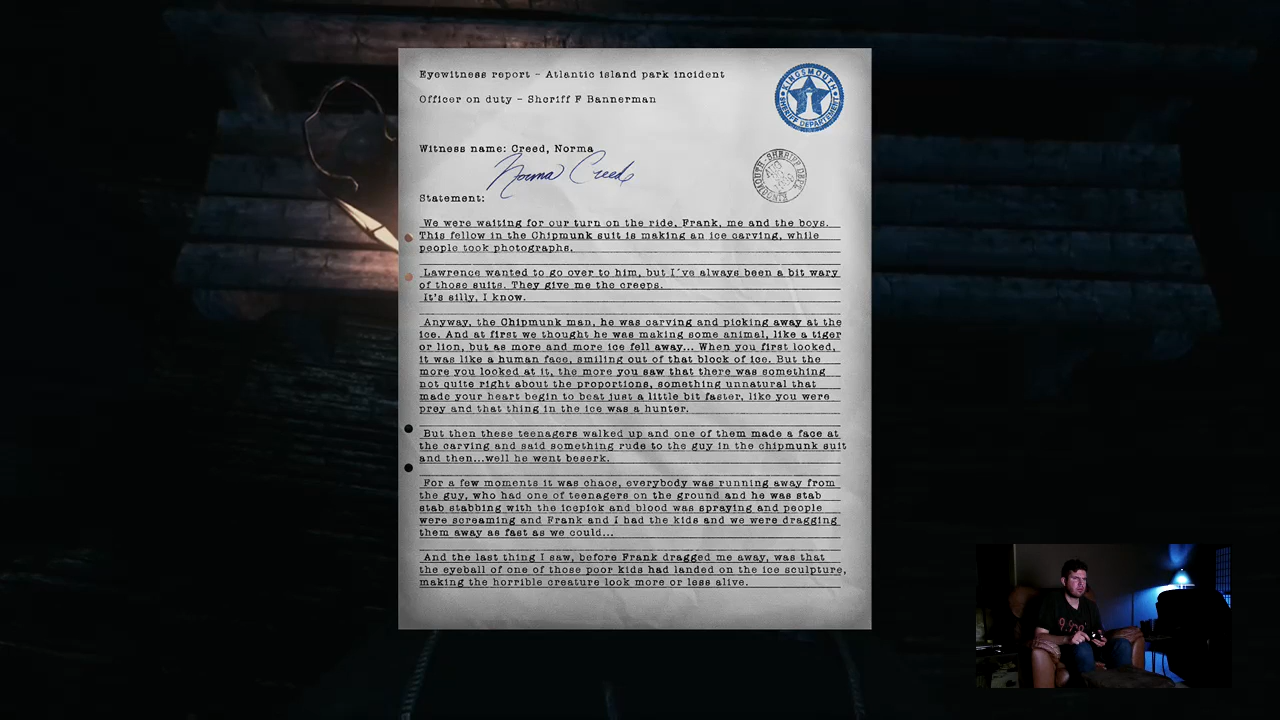 Eyewitness report - Atlantic island park incident
KINGSMOUTH
SHERIFF DEPARTEMENT
Officer on duty - Sheriff F Bannerman
Witness name: Creed, Norma
Norma Creed
KINGSMOUTH - SHERIFF DEPT.
Statement:
We were waiting for our turn on the ride, Frank, me and the boys.
This fellow in the Chipmunk suit is making an ice carving, while
people took photographs.
Lawrence wanted to go over to him, but I´ve always been a bit wary
of those suits. They give me the creeps.
It's silly, I know.
Anyway, the Chipmunk man, he was carving and picking away at the
ice. And at first we thought he was making some animal, like a tiger
or lion, but as more and more ice fell away... When you first looked,
it was like a human face, smiling out of that block of ice. But the
more you looked at it, the more you saw that there was something
not quite right about the proportions, something unnatural that
made your heart begin to beat just a little bit faster, like you were
prey and that thing in the ice was a hunter.
But then these teenagers walked up and one of them made a face at
the carving and said something rude to the guy in the chipmunk suit
and then...well he went beserk.
For a few moments it was chaos, everybody was running away from
the guy, who had one of teenagers on the ground and he was stab
stab stabbing with the icepick and blood was spraying and people
were screaming and Frank and I had the kids and we were dragging
them away as fast as we could...
And the last thing I saw, before Frank dragged me away, was that
the eyeball of one of those poor kids had landed on the ice sculpture,
making the horrible creature look more or less alive.